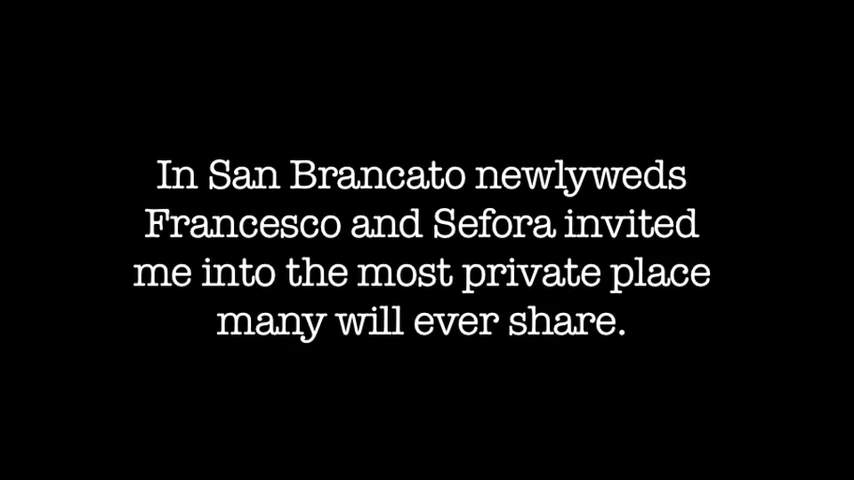 In San Brancato newlyweds
Francesco and Sefora invited
me into the most private place
many will ever share.